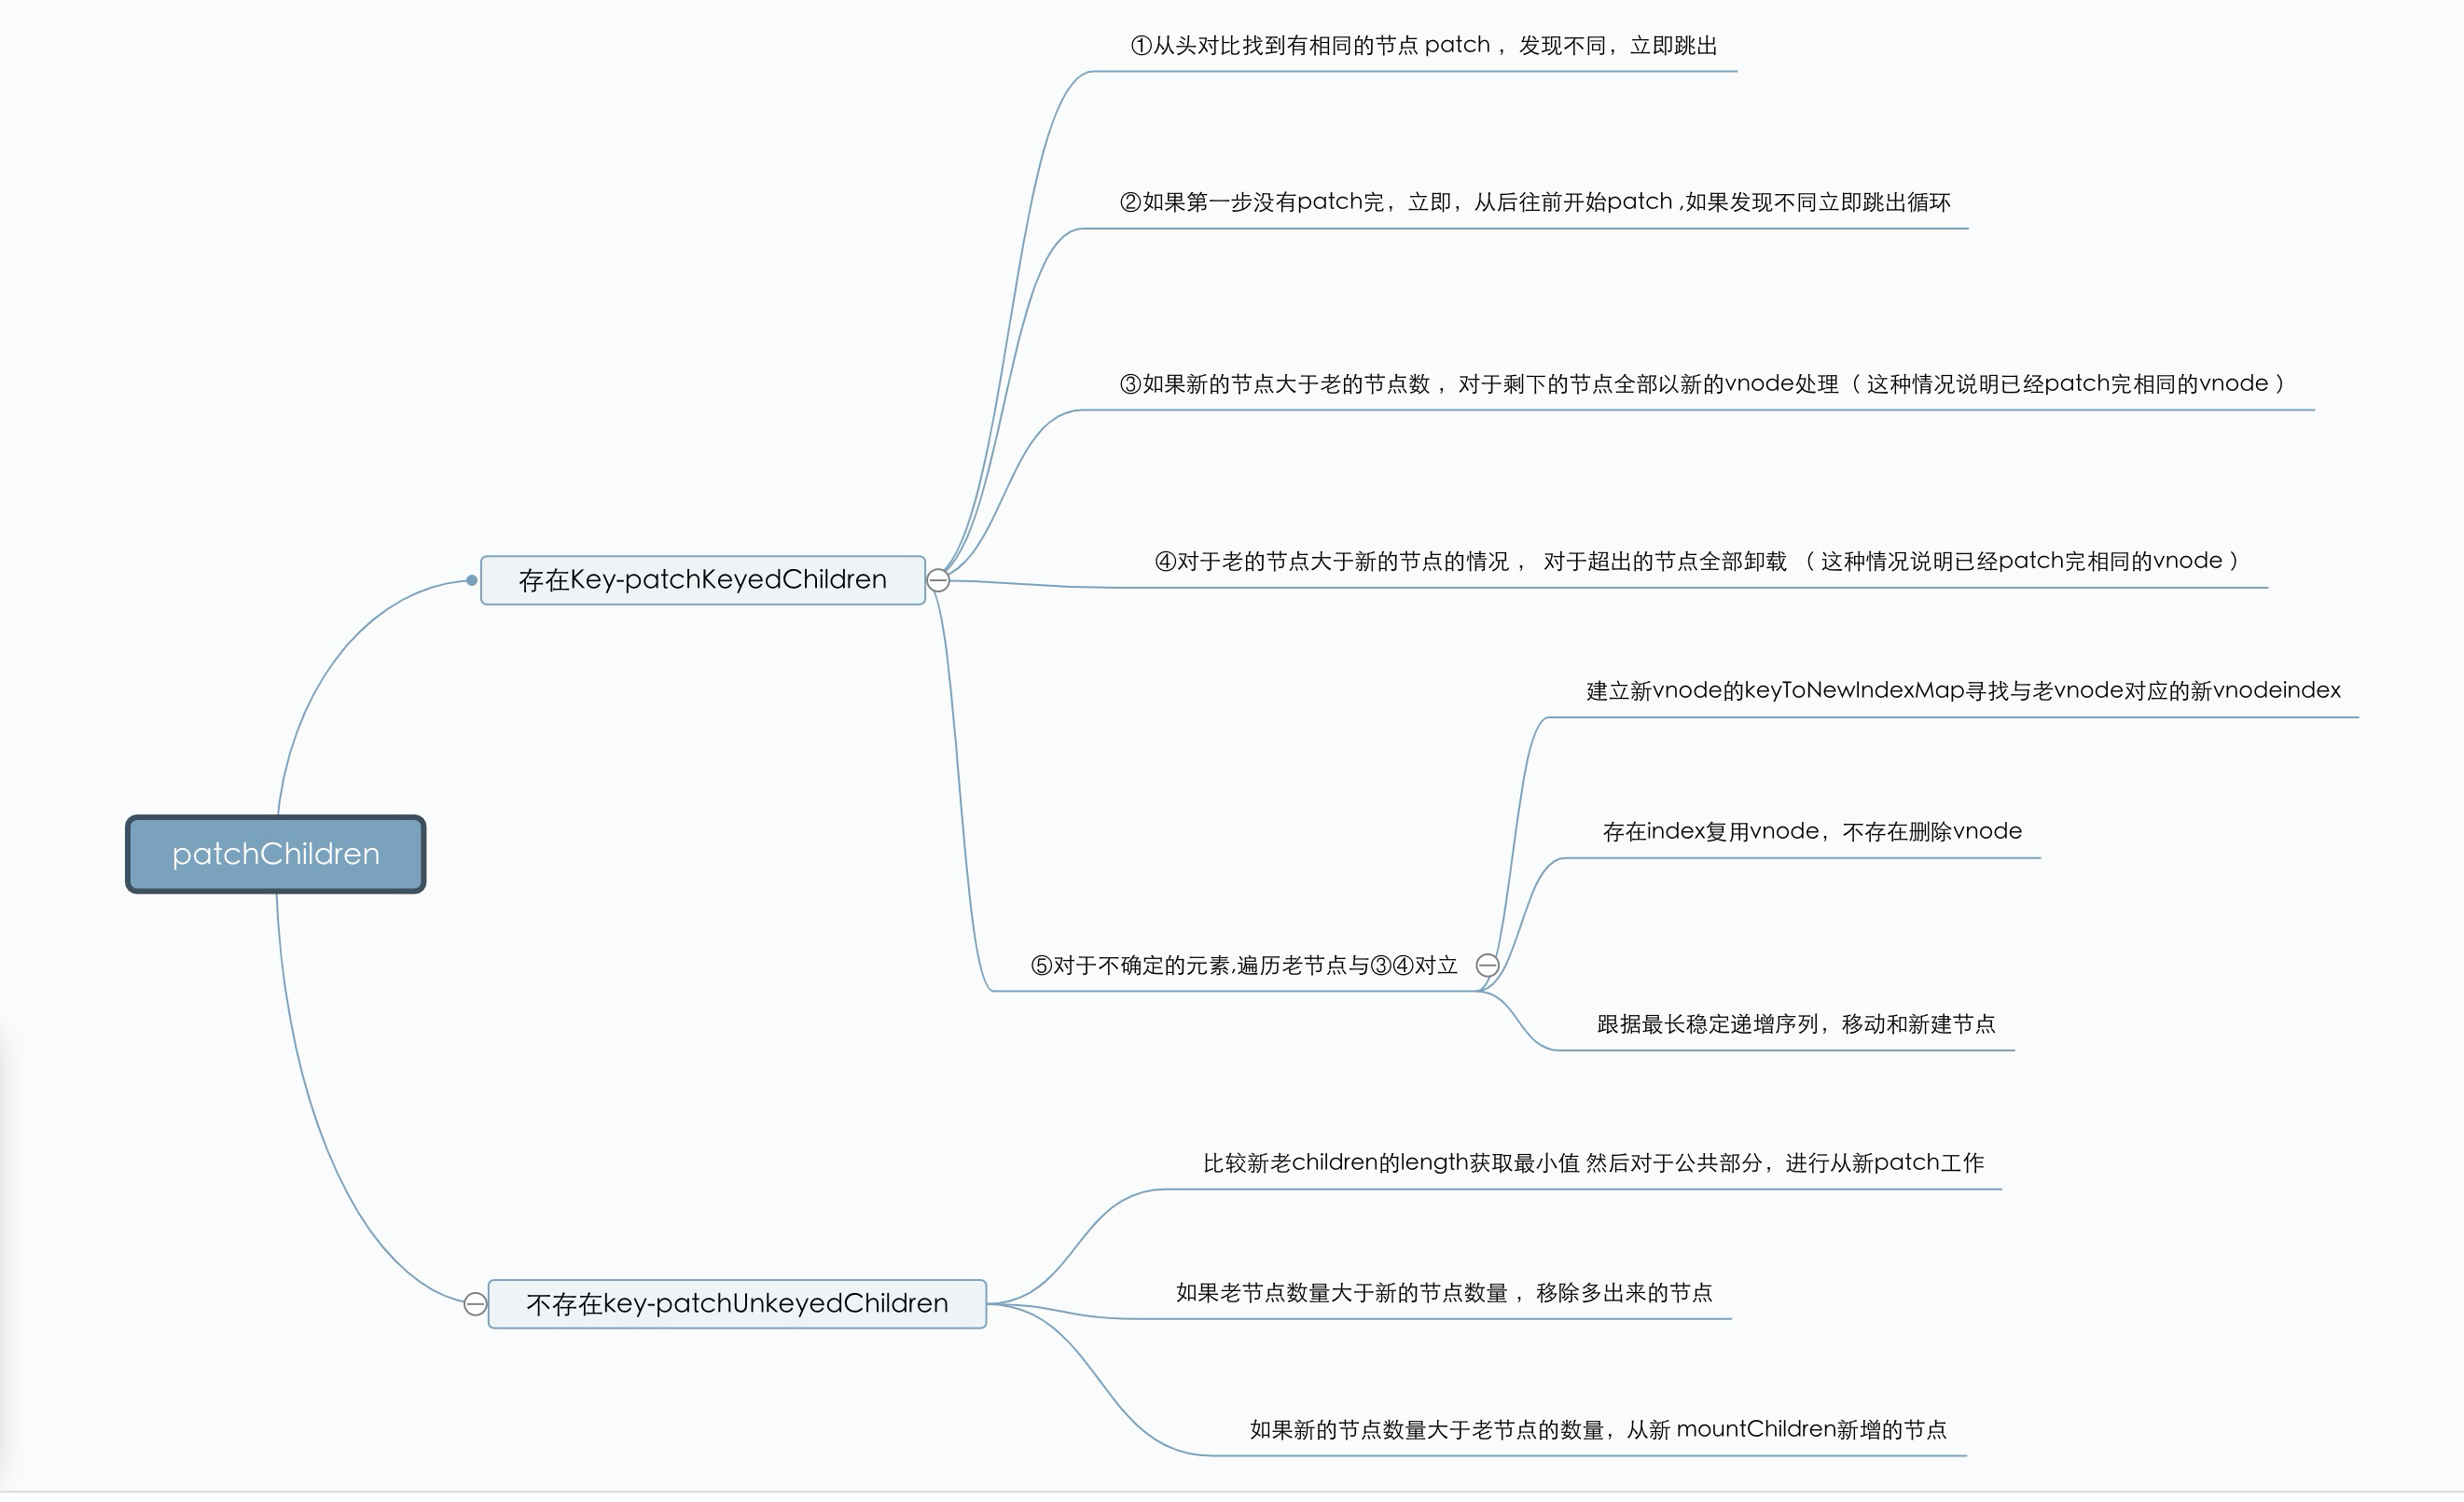 ①从头对比找到有相同的节点 patch ，发现不同，立即跳出
②如果第一步没有patch完，立即，从后往前开始patch ,如果发现不同立即跳出循环
③如果新的节点大于老的节点数 ，对于剩下的节点全部以新的vnode处理（ 这种情况说明已经patch完相同的vnode ）
④对于老的节点大于新的节点的情况 ， 对于超出的节点全部卸载 （ 这种情况说明已经patch完相同的vnode ）
存在Key-patchKeyedChildren
建立新vnode的keyToNewIndexMap寻找与老vnode对应的新vnodeindex
存在index复用vnode，不存在删除vnode
patchChildren
⑤对于不确定的元素,遍历老节点与③④对立
跟据最长稳定递增序列，移动和新建节点
比较新老children的length获取最小值 然后对于公共部分，进行从新patch工作
如果老节点数量大于新的节点数量 ，移除多出来的节点
不存在key-patchUnkeyedChildren
如果新的节点数量大于老节点的数量，从新 mountChildren新增的节点